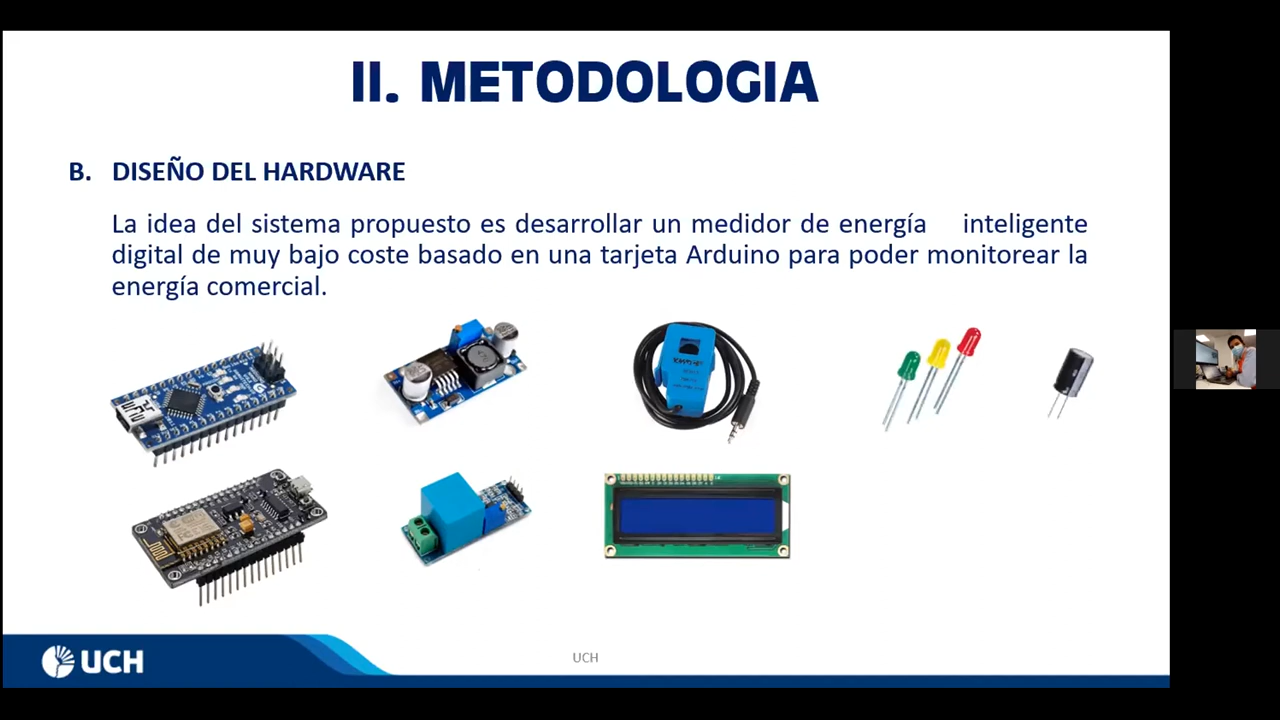 II. METODOLOGIA
B. DISEÑO DEL HARDWARE
La idea del sistema propuesto es desarrollar un medidor de energía inteligente
digital de muy bajo coste basado en una tarjeta Arduino para poder monitorear la
energía comercial.
UCH
UCH